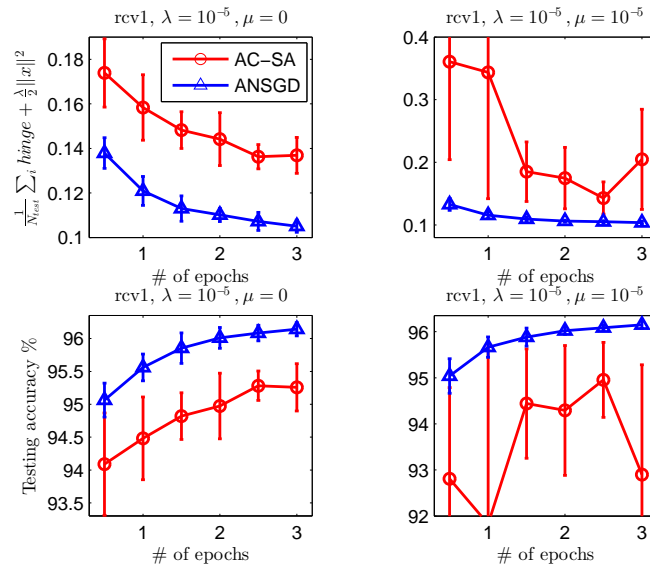 rcv1, λ = 10⁻⁵, μ = 0
1/N_test ∑_i hinge + λ/2 ||x||²
0.18
0.16
0.14
0.12
0.1
AC−SA
ANSGD
1 2 3
# of epochs
rcv1, λ = 10⁻⁵, μ = 10⁻⁵
0.4
0.3
0.2
0.1
1 2 3
# of epochs
rcv1, λ = 10⁻⁵, μ = 0
Testing accuracy %
96
95.5
95
94.5
94
93.5
1 2 3
# of epochs
rcv1, λ = 10⁻⁵, μ = 10⁻⁵
96
95
94
93
92
1 2 3
# of epochs